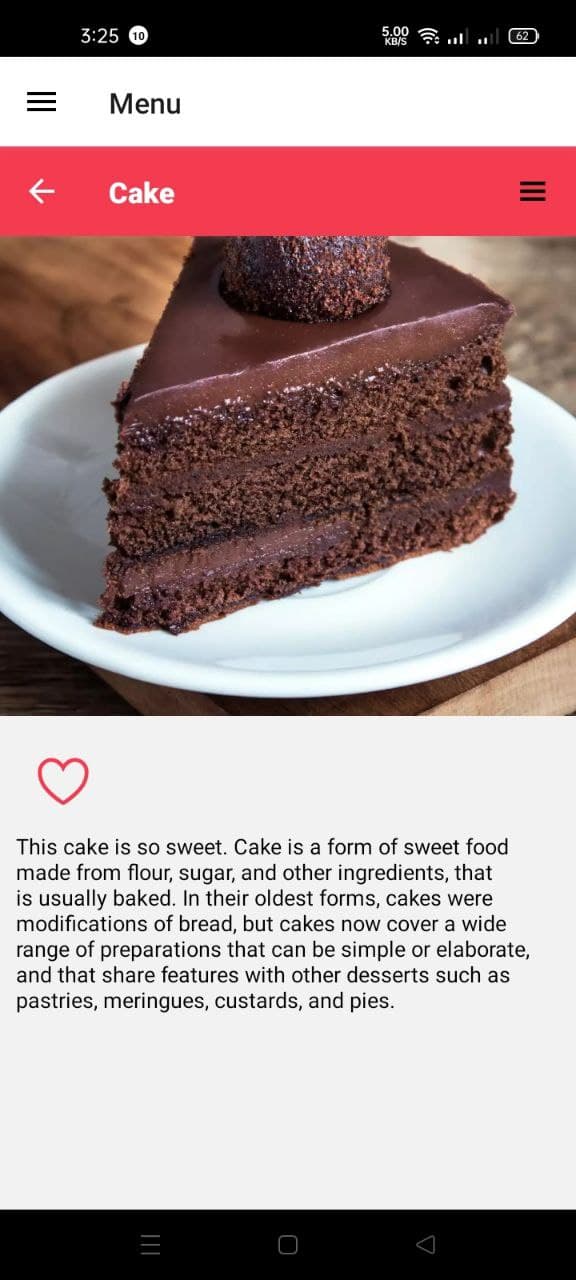 3:25 10 5.00 KB/S 62
Menu
Cake
This cake is so sweet. Cake is a form of sweet food
made from flour, sugar, and other ingredients, that
is usually baked. In their oldest forms, cakes were
modifications of bread, but cakes now cover a wide
range of preparations that can be simple or elaborate,
and that share features with other desserts such as
pastries, meringues, custards, and pies.